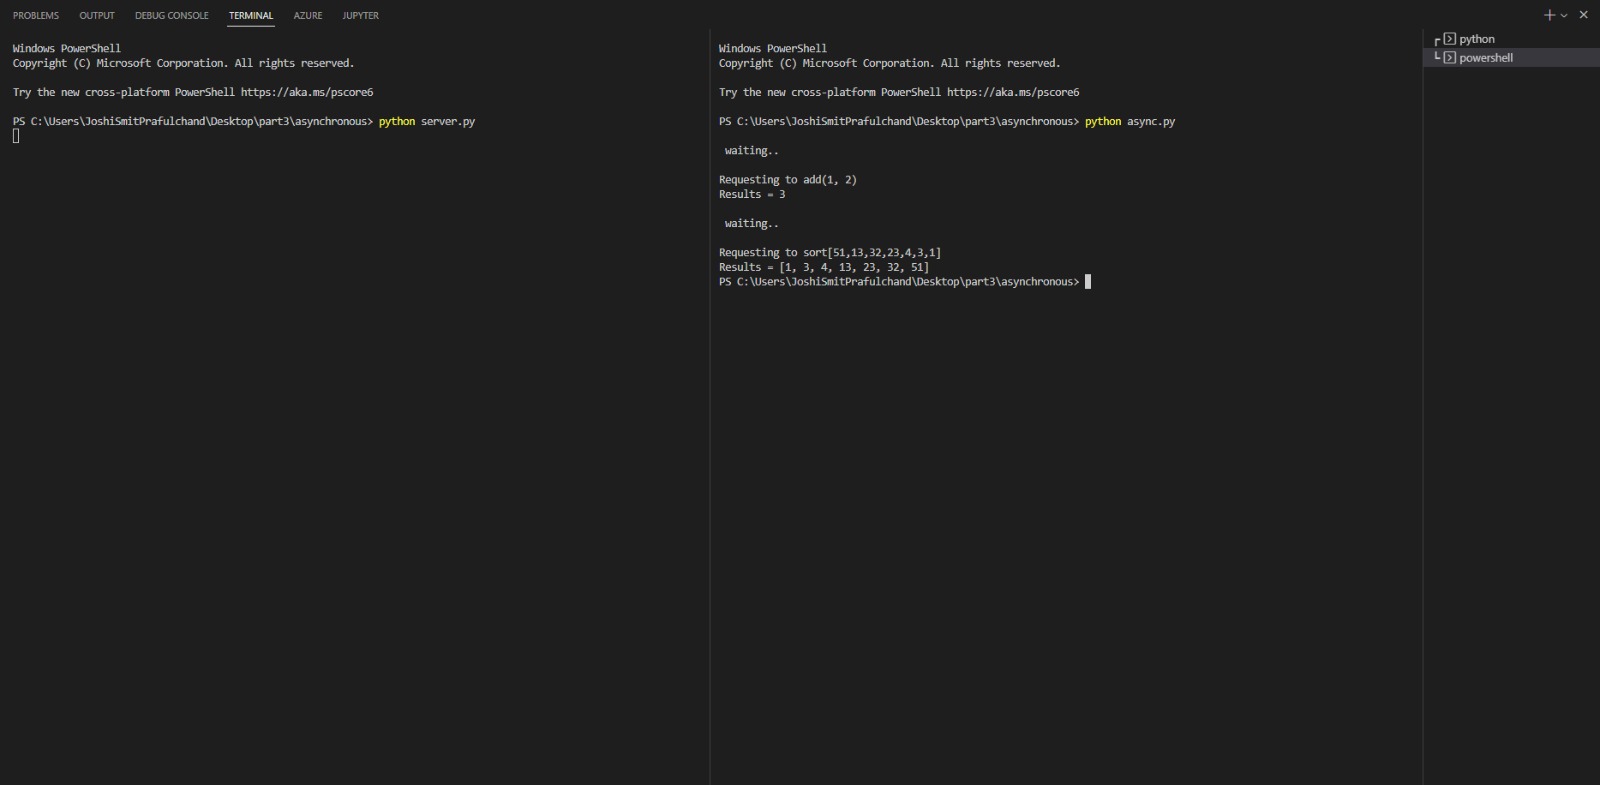 PROBLEMS OUTPUT DEBUG CONSOLE TERMINAL AZURE JUPYTER
Windows PowerShell
Copyright (C) Microsoft Corporation. All rights reserved.
Try the new cross-platform PowerShell https://aka.ms/pscore6
PS C:\Users\JoshiSmitPrafulchand\Desktop\part3\asynchronous> python server.py
Windows PowerShell
Copyright (C) Microsoft Corporation. All rights reserved.
Try the new cross-platform PowerShell https://aka.ms/pscore6
PS C:\Users\JoshiSmitPrafulchand\Desktop\part3\asynchronous> python async.py
waiting..
Requesting to add(1, 2)
Results = 3
waiting..
Requesting to sort[51,13,32,23,4,3,1]
Results = [1, 3, 4, 13, 23, 32, 51]
PS C:\Users\JoshiSmitPrafulchand\Desktop\part3\asynchronous>
python
powershell